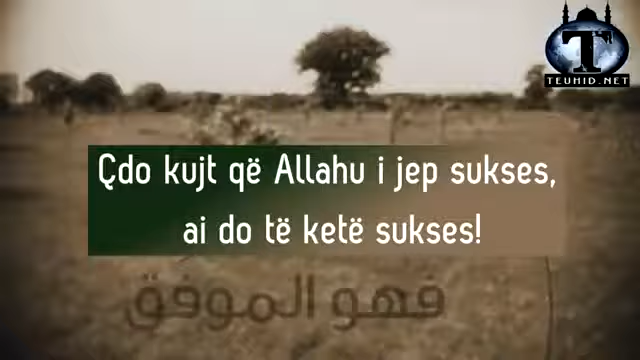 TEUHID.NET
Çdo kujt që Allahu i jep sukses,
ai do të ketë sukses!
فهو الموفق